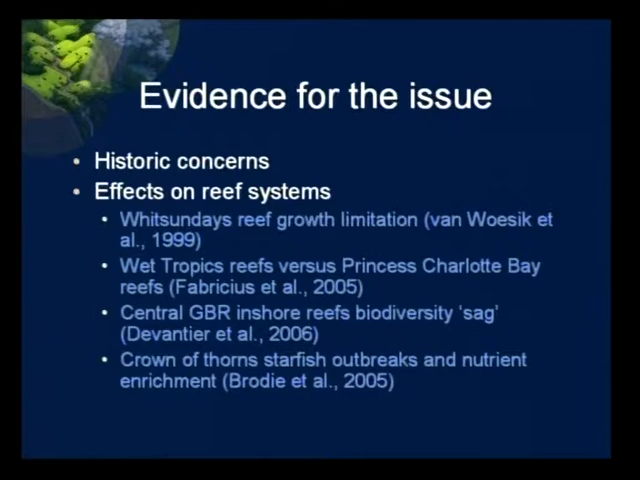 Evidence for the issue
• Historic concerns
• Effects on reef systems
• Whitsundays reef growth limitation (van Woesik et
al., 1999)
• Wet Tropics reefs versus Princess Charlotte Bay
reefs (Fabricius et al., 2005)
• Central GBR inshore reefs biodiversity ‘sag’
(Devantier et al., 2006)
• Crown of thorns starfish outbreaks and nutrient
enrichment (Brodie et al., 2005)